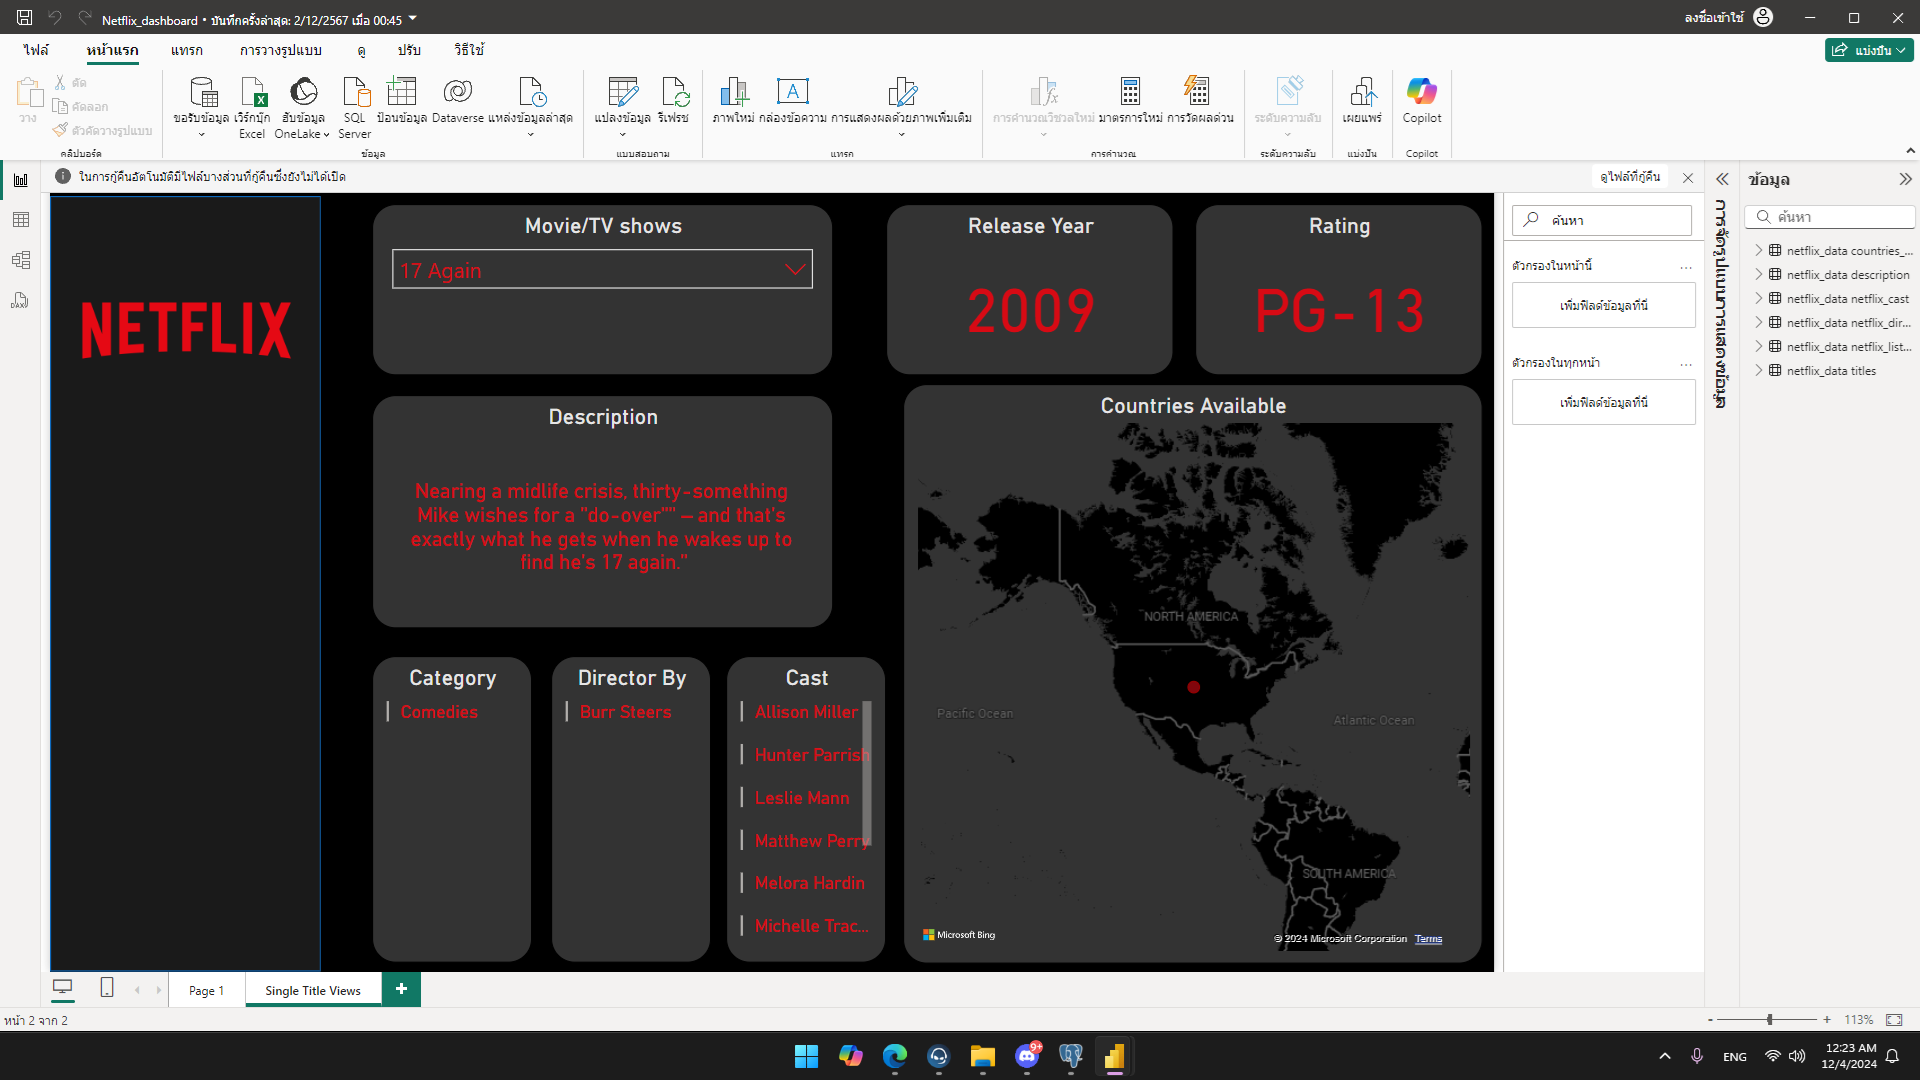 Netflix_dashboard • บันทึกครั้งล่าสุด: 2/12/2567 เมื่อ 00:45
ลงชื่อเข้าใช้
ไฟล์ หน้าแรก แทรก การวางรูปแบบ ดู ปรับ วิธีใช้
แบ่งปัน
วาง
ตัด
คัดลอก
ตัวคัดวางรูปแบบ
คลิปบอร์ด
ขอรับข้อมูล
เวิร์กบุ๊ก Excel
ฮับข้อมูล OneLake
SQL Server
ป้อนข้อมูล
Dataverse
แหล่งข้อมูลล่าสุด
ข้อมูล
แปลงข้อมูล
รีเฟรช
แบบสอบถาม
ภาพใหม่
กล่องข้อความ
การแสดงผลด้วยภาพเพิ่มเติม
แทรก
การคำนวณวิชวลใหม่
มาตรการใหม่
การวัดผลด่วน
การคำนวณ
ระดับความลับ
ระดับความลับ
เผยแพร่
แบ่งปัน
Copilot
Copilot
DAX
ในการกู้คืนอัตโนมัติมีไฟล์บางส่วนที่กู้คืนซึ่งยังไม่ได้เปิด
ดูไฟล์ที่กู้คืน
NETFLIX
Movie/TV shows
17 Again
Release Year
2009
Rating
PG-13
Description
Nearing a midlife crisis, thirty-something
Mike wishes for a "do-over"" — and that's
exactly what he gets when he wakes up to
find he's 17 again."
Category
Comedies
Director By
Burr Steers
Cast
Allison Miller
Hunter Parrish
Leslie Mann
Matthew Perry
Melora Hardin
Michelle Trac...
Countries Available
NORTH AMERICA
Pacific Ocean
Atlantic Ocean
SOUTH AMERICA
Microsoft Bing
© 2024 Microsoft Corporation Terms
ค้นหา
ตัวกรองในหน้านี้ ...
เพิ่มฟิลด์ข้อมูลที่นี่
ตัวกรองในทุกหน้า ...
เพิ่มฟิลด์ข้อมูลที่นี่
การจัดรูปแบบการแสดงข้อมูล
ข้อมูล
ค้นหา
netflix_data countries_...
netflix_data description
netflix_data netflix_cast
netflix_data netflix_dir...
netflix_data netflix_list...
netflix_data titles
Page 1
Single Title Views
+
หน้า 2 จาก 2
- + 113%
9+
ENG
12:23 AM
12/4/2024